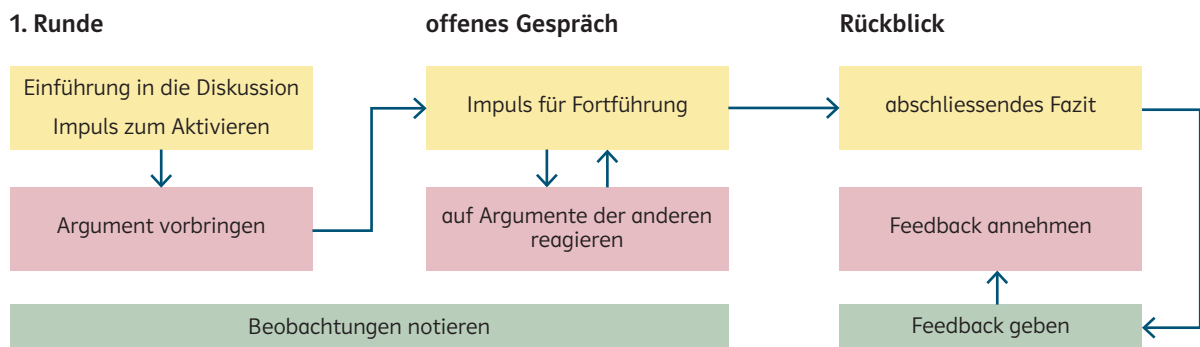 1. Runde
offenes Gespräch
Rückblick
Einführung in die Diskussion
Impuls zum Aktivieren
Impuls für Fortführung
abschliessendes Fazit
Argument vorbringen
auf Argumente der anderen
reagieren
Feedback annehmen
Beobachtungen notieren
Feedback geben